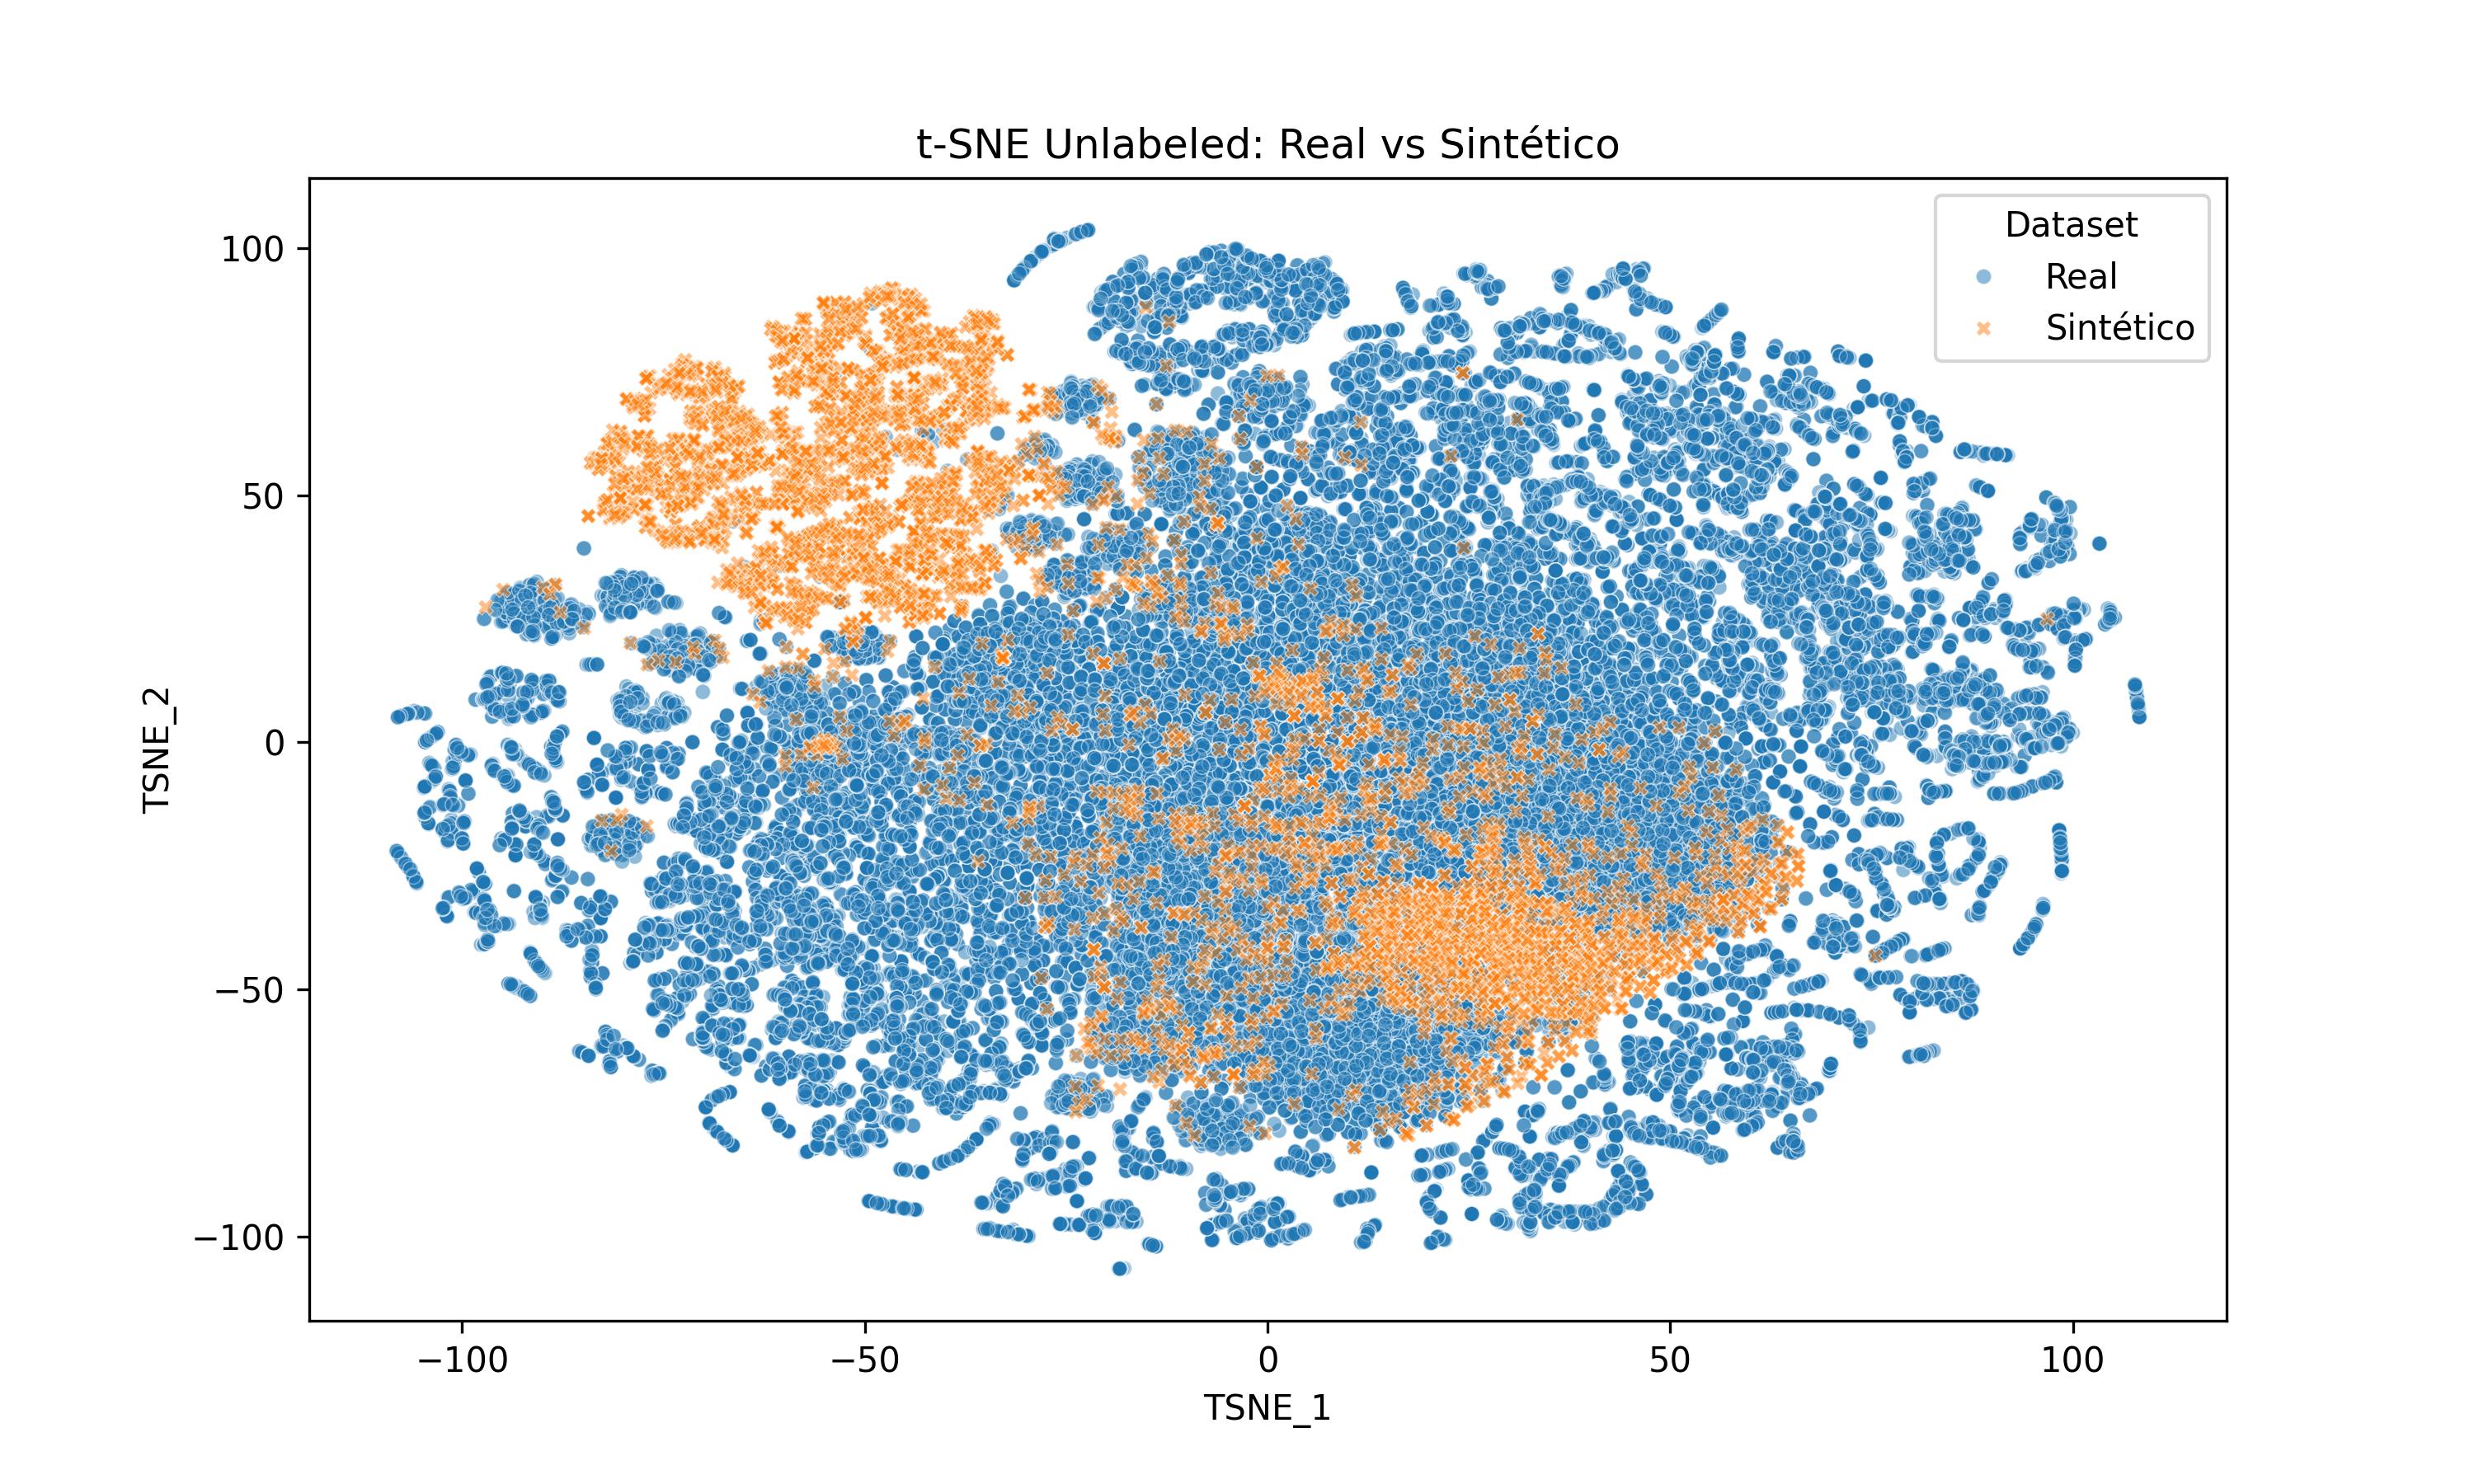 t-SNE Unlabeled: Real vs Sintético
Dataset
Real
Sintético
100
50
0
−50
−100
TSNE_2
−100
−50
0
50
100
TSNE_1